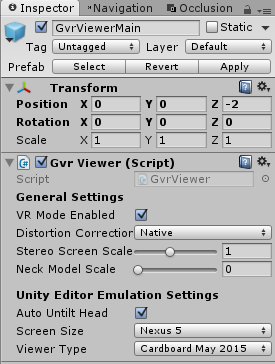 Inspector Navigation Occlusion
GvrViewerMain Static
Tag Untagged Layer Default
Prefab Select Revert Apply
Transform
Position X 0 Y 0 Z -2
Rotation X 0 Y 0 Z 0
Scale X 1 Y 1 Z 1
Gvr Viewer (Script)
Script GvrViewer
General Settings
VR Mode Enabled
Distortion Correction Native
Stereo Screen Scale 1
Neck Model Scale 0
Unity Editor Emulation Settings
Auto Untilt Head
Screen Size Nexus 5
Viewer Type Cardboard May 2015